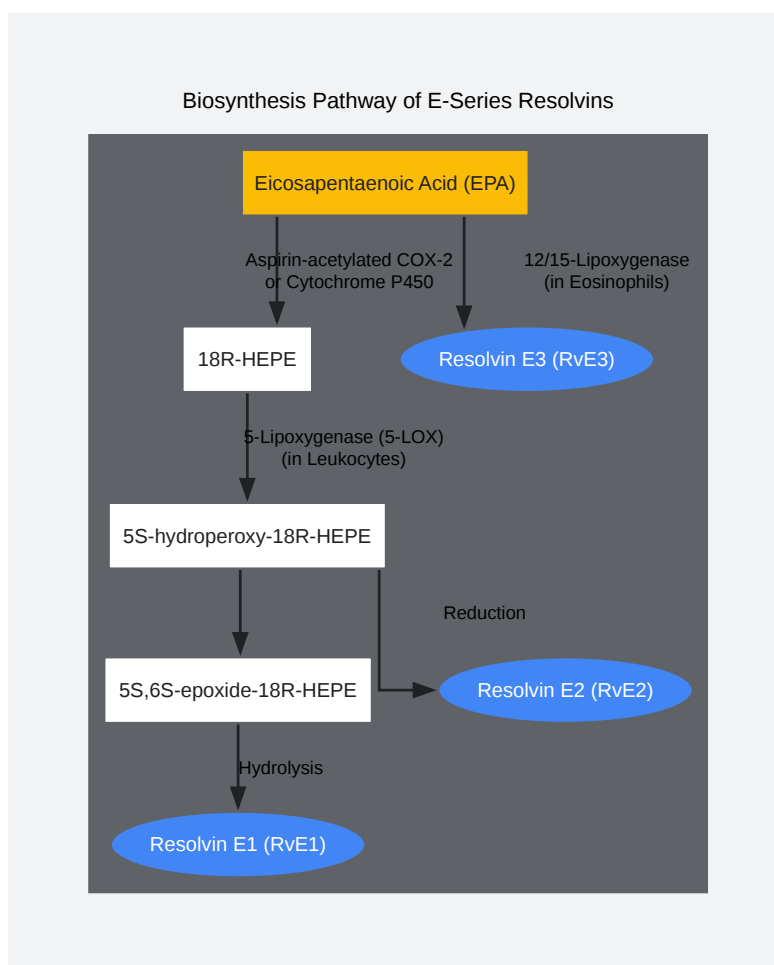 Biosynthesis Pathway of E-Series Resolvins
Eicosapentaenoic Acid (EPA)
Aspirin-acetylated COX-2
or Cytochrome P450
12/15-Lipoxygenase
(in Eosinophils)
18R-HEPE
Resolvin E3 (RvE3)
5-Lipoxygenase (5-LOX)
(in Leukocytes)
5S-hydroperoxy-18R-HEPE
Reduction
5S,6S-epoxide-18R-HEPE
Resolvin E2 (RvE2)
Hydrolysis
Resolvin E1 (RvE1)